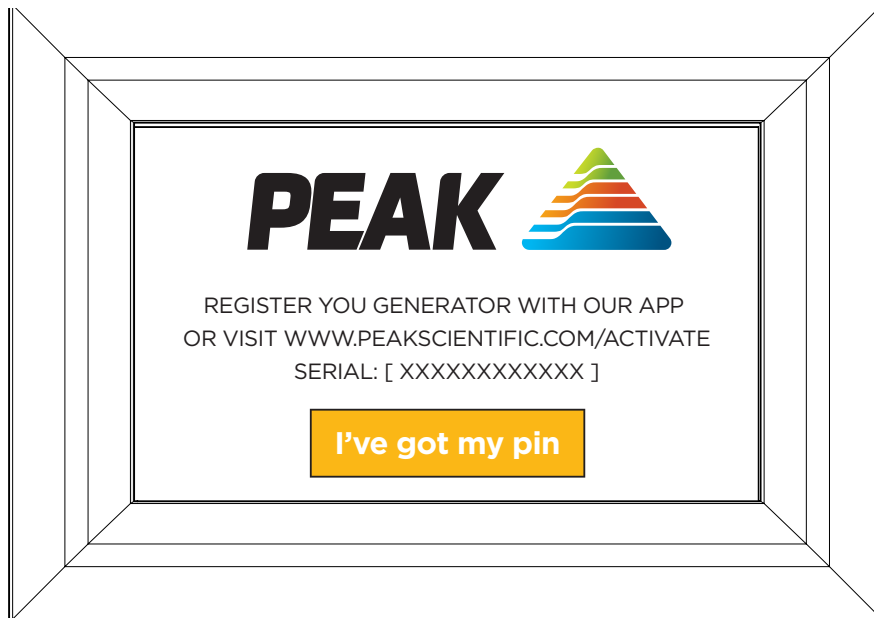 PEAK
REGISTER YOU GENERATOR WITH OUR APP
OR VISIT WWW.PEAKSCIENTIFIC.COM/ACTIVATE
SERIAL: [ XXXXXXXXXXXX ]
I've got my pin